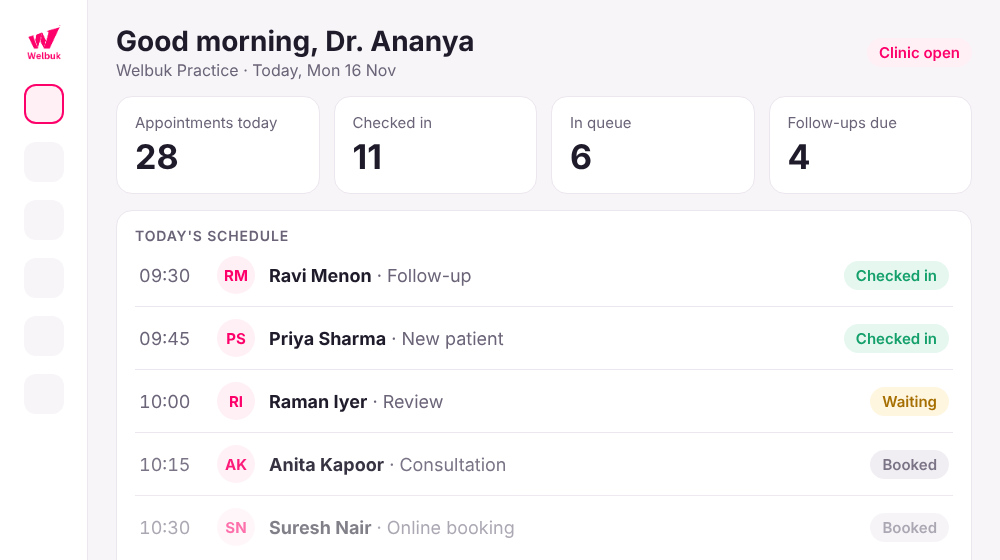 Welbuk
Good morning, Dr. Ananya
Welbuk Practice · Today, Mon 16 Nov
Clinic open
Appointments today
28
Checked in
11
In queue
6
Follow-ups due
4
TODAY'S SCHEDULE
09:30 RM Ravi Menon · Follow-up Checked in
09:45 PS Priya Sharma · New patient Checked in
10:00 RI Raman Iyer · Review Waiting
10:15 AK Anita Kapoor · Consultation Booked
10:30 SN Suresh Nair · Online booking Booked